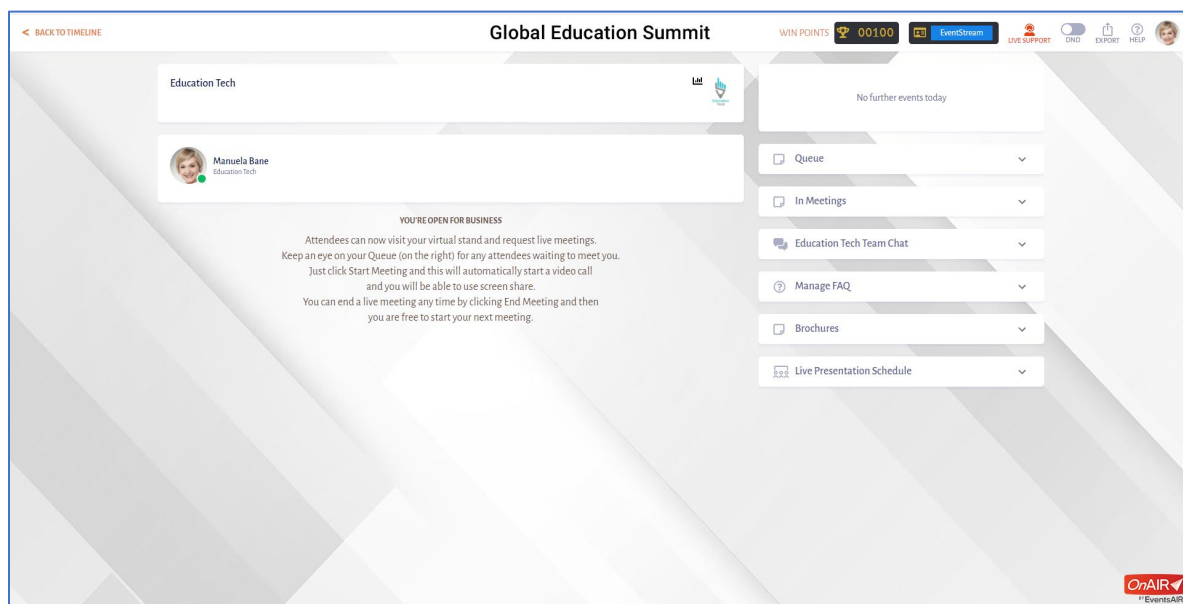 < BACK TO TIMELINE
Global Education Summit
WIN POINTS 00100 EventStream LIVE SUPPORT DND EXPORT HELP
Education Tech
Education Tech
No further events today
Manuela Bane
Education Tech
YOU'RE OPEN FOR BUSINESS
Attendees can now visit your virtual stand and request live meetings.
Keep an eye on your Queue (on the right) for any attendees waiting to meet you.
Just click Start Meeting and this will automatically start a video call
and you will be able to use screen share.
You can end a live meeting any time by clicking End Meeting and then
you are free to start your next meeting.
Queue
In Meetings
Education Tech Team Chat
Manage FAQ
Brochures
Live Presentation Schedule
OnAIR
BY EventsAIR